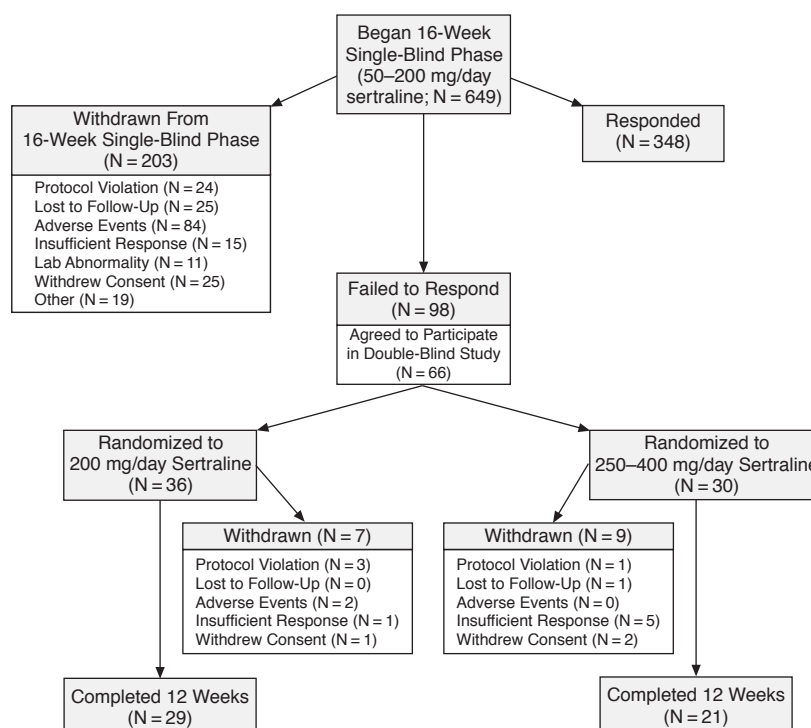 Began 16-Week
Single-Blind Phase
(50–200 mg/day
sertraline; N = 649)
Withdrawn From
16-Week Single-Blind Phase
(N = 203)
Protocol Violation (N = 24)
Lost to Follow-Up (N = 25)
Adverse Events (N = 84)
Insufficient Response (N = 15)
Lab Abnormality (N = 11)
Withdrew Consent (N = 25)
Other (N = 19)
Responded
(N = 348)
Failed to Respond
(N = 98)
Agreed to Participate
in Double-Blind Study
(N = 66)
Randomized to
200 mg/day Sertraline
(N = 36)
Randomized to
250–400 mg/day Sertraline
(N = 30)
Withdrawn (N = 7)
Protocol Violation (N = 3)
Lost to Follow-Up (N = 0)
Adverse Events (N = 2)
Insufficient Response (N = 1)
Withdrew Consent (N = 1)
Withdrawn (N = 9)
Protocol Violation (N = 1)
Lost to Follow-Up (N = 1)
Adverse Events (N = 0)
Insufficient Response (N = 5)
Withdrew Consent (N = 2)
Completed 12 Weeks
(N = 29)
Completed 12 Weeks
(N = 21)